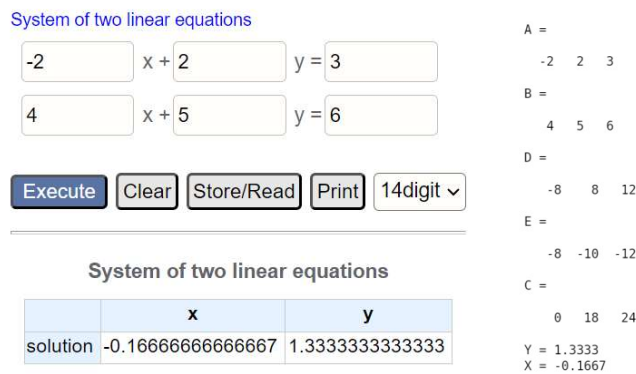 System of two linear equations
-2 x + 2 y = 3
4 x + 5 y = 6
Execute Clear Store/Read Print 14digit
System of two linear equations
x y
solution -0.16666666666667 1.3333333333333
A =
-2 2 3
B =
4 5 6
D =
-8 8 12
E =
-8 -10 -12
C =
0 18 24
Y = 1.3333
X = -0.1667